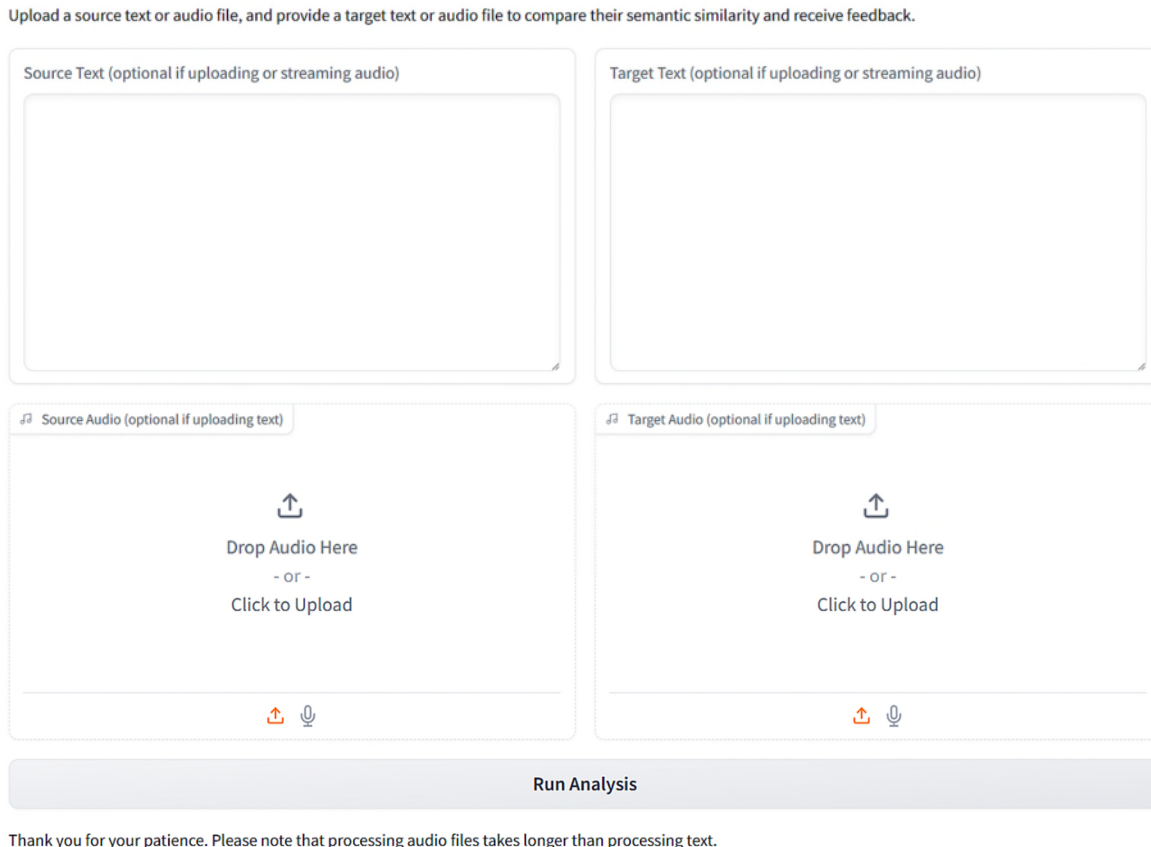 Upload a source text or audio file, and provide a target text or audio file to compare their semantic similarity and receive feedback.
Source Text (optional if uploading or streaming audio)
Target Text (optional if uploading or streaming audio)
Source Audio (optional if uploading text)
Drop Audio Here
- or -
Click to Upload
Target Audio (optional if uploading text)
Drop Audio Here
- or -
Click to Upload
Run Analysis
Thank you for your patience. Please note that processing audio files takes longer than processing text.